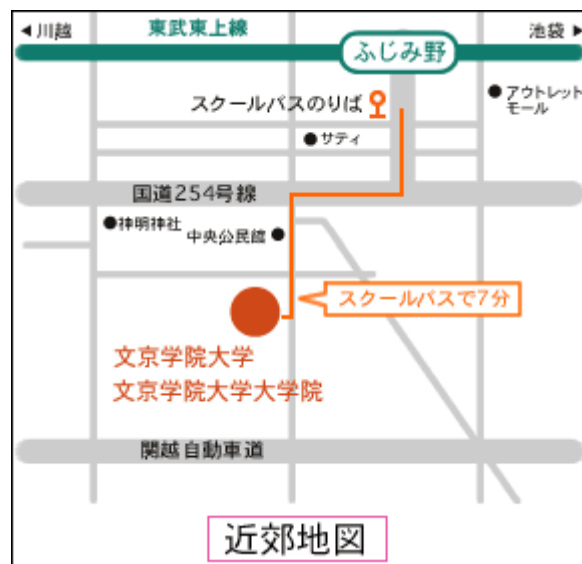 ◀川越
東武東上線
池袋▶
ふじみ野
スクールバスのりば
アウトレット
モール
サティ
国道254号線
神明神社
中央公民館
スクールバスで7分
文京学院大学
文京学院大学大学院
関越自動車道
近郊地図